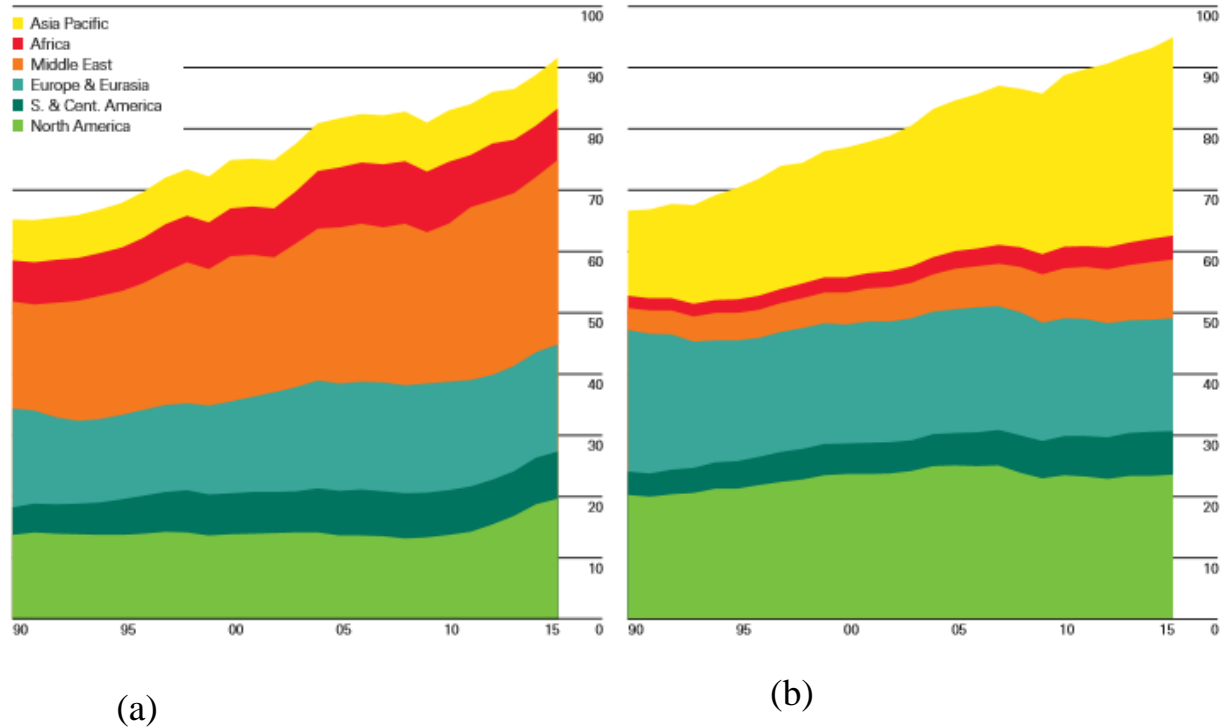 Asia Pacific
Africa
Middle East
Europe & Eurasia
S. & Cent. America
North America
100
90
80
70
60
50
40
30
20
10
0
90 95 00 05 10 15
(a)
100
90
80
70
60
50
40
30
20
10
0
90 95 00 05 10 15
(b)